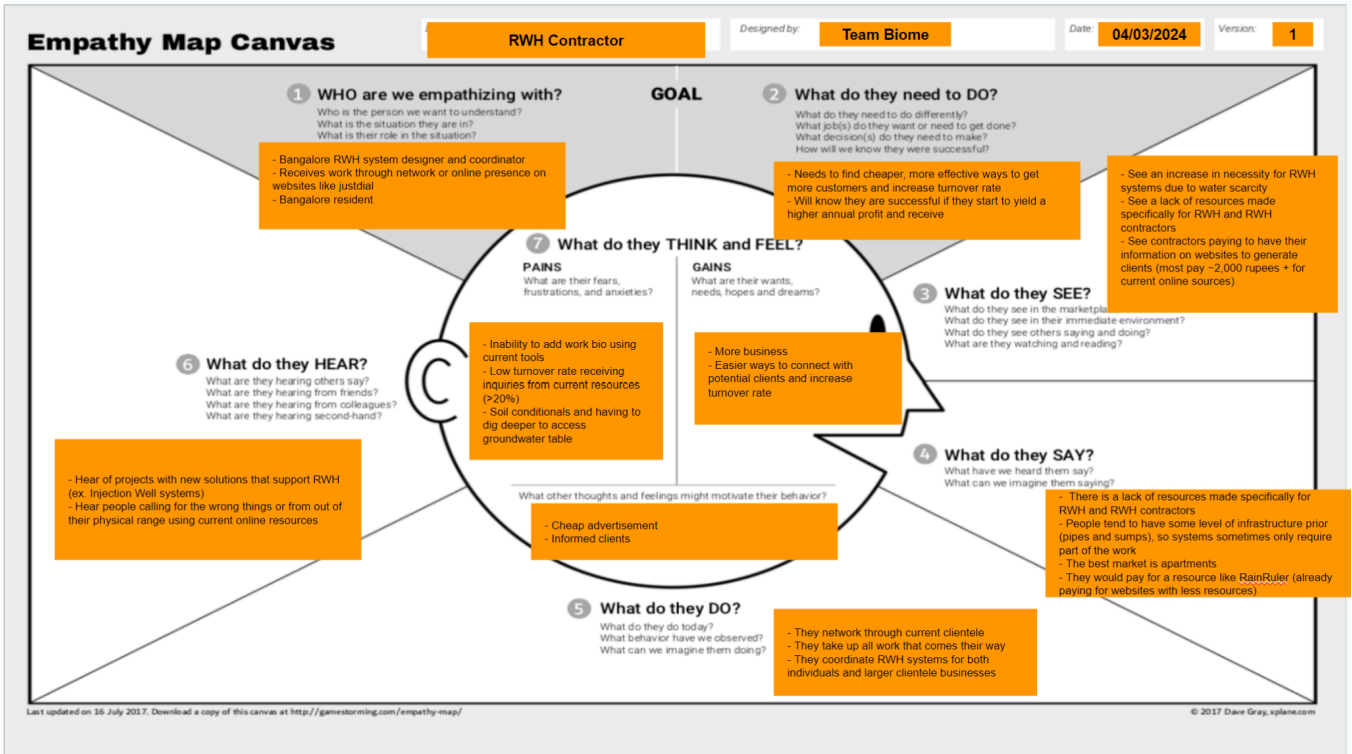 Empathy Map Canvas
RWH Contractor
Designed by:
Team Biome
Date:
04/03/2024
Version:
1
1 WHO are we empathizing with?
Who is the person we want to understand?
What is the situation they are in?
What is their role in the situation?
- Bangalore RWH system designer and coordinator
- Receives work through network or online presence on
websites like justdial
- Bangalore resident
GOAL
2 What do they need to DO?
What do they need to do differently?
What job(s) do they want or need to get done?
What decision(s) do they need to make?
How will we know they were successful?
- Needs to find cheaper, more effective ways to get
more customers and increase turnover rate
- Will know they are successful if they start to yield a
higher annual profit and receive
- See an increase in necessity for RWH
systems due to water scarcity
- See a lack of resources made
specifically for RWH and RWH
contractors
- See contractors paying to have their
information on websites to generate
clients (most pay ~2,000 rupees + for
current online sources)
3 What do they SEE?
What do they see in the marketpla
What do they see in their immediate environment?
What do they see others saying and doing?
What are they watching and reading?
7 What do they THINK and FEEL?
PAINS
What are their fears,
frustrations, and anxieties?
- Inability to add work bio using
current tools
- Low turnover rate receiving
inquiries from current resources
(>20%)
- Soil conditionals and having to
dig deeper to access
groundwater table
GAINS
What are their wants,
needs, hopes and dreams?
- More business
- Easier ways to connect with
potential clients and increase
turnover rate
What other thoughts and feelings might motivate their behavior?
- Cheap advertisement
- Informed clients
6 What do they HEAR?
What are they hearing others say?
What are they hearing from friends?
What are they hearing from colleagues?
What are they hearing second-hand?
- Hear of projects with new solutions that support RWH
(ex. Injection Well systems)
- Hear people calling for the wrong things or from out of
their physical range using current online resources
4 What do they SAY?
What have we heard them say?
What can we imagine them saying?
- There is a lack of resources made specifically for
RWH and RWH contractors
- People tend to have some level of infrastructure prior
(pipes and sumps), so systems sometimes only require
part of the work
- The best market is apartments
- They would pay for a resource like RainRuler (already
paying for websites with less resources)
5 What do they DO?
What do they do today?
What behavior have we observed?
What can we imagine them doing?
- They network through current clientele
- They take up all work that comes their way
- They coordinate RWH systems for both
individuals and larger clientele businesses
Last updated on 16 July 2017. Download a copy of this canvas at http://gamestorming.com/empathy-map/
© 2017 Dave Gray, xplane.com